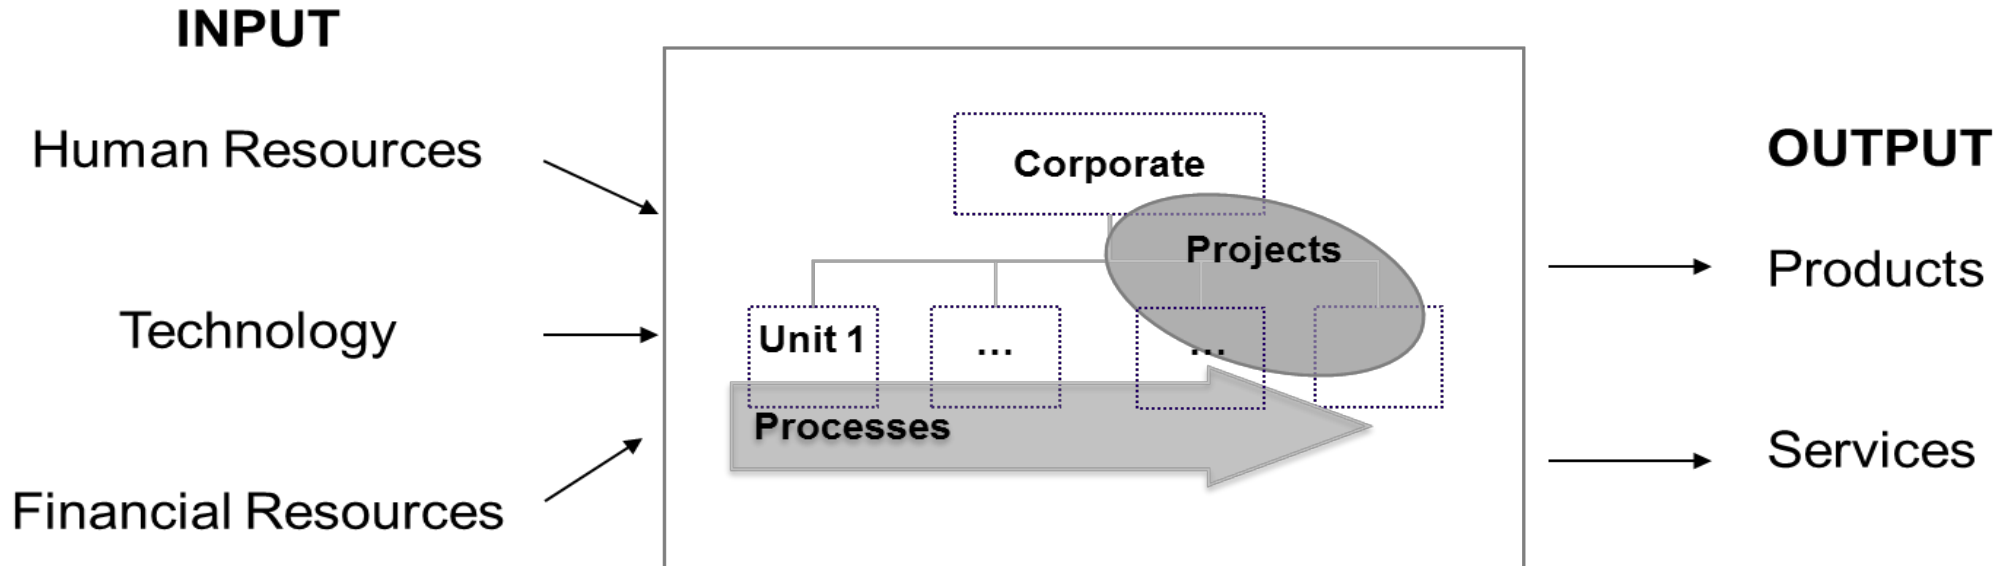 INPUT
Human Resources
Technology
Financial Resources
Corporate
Projects
Unit 1
...
...
Processes
OUTPUT
Products
Services